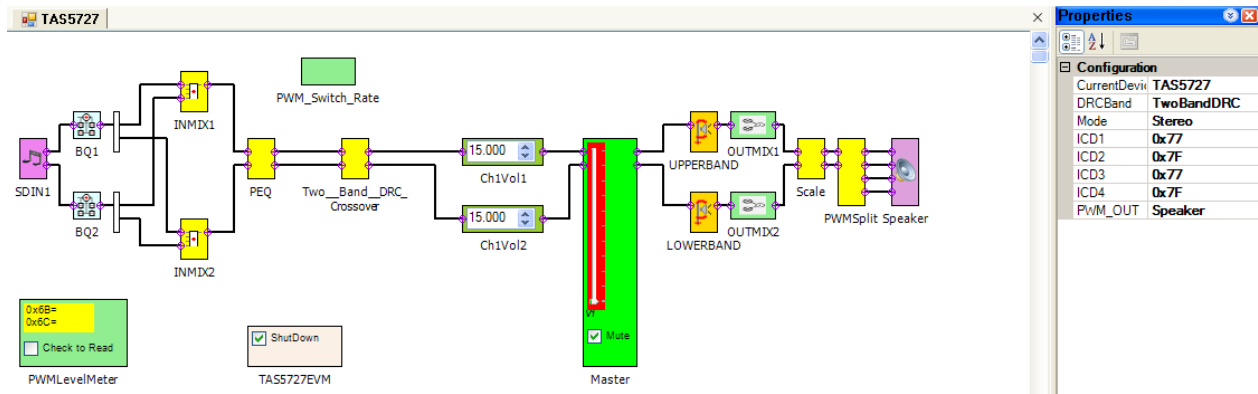 TAS5727
PWM_Switch_Rate
INMIX1
BQ1
SDIN1
BQ2
INMIX2
PEQ
Two__Band_DRC_
Crossover
15.000
Ch1Vol1
15.000
Ch1Vol2
Mute
Master
UPPERBAND
OUTMIX1
LOWERBAND
OUTMIX2
Scale
PWMSplit
Speaker
0x6B=
0x6C=
Check to Read
PWMLevelMeter
ShutDown
TAS5727EVM
Properties
Configuration
CurrentDevic TAS5727
DRCBand TwoBandDRC
Mode Stereo
ICD1 0x77
ICD2 0x7F
ICD3 0x77
ICD4 0x7F
PWM_OUT Speaker